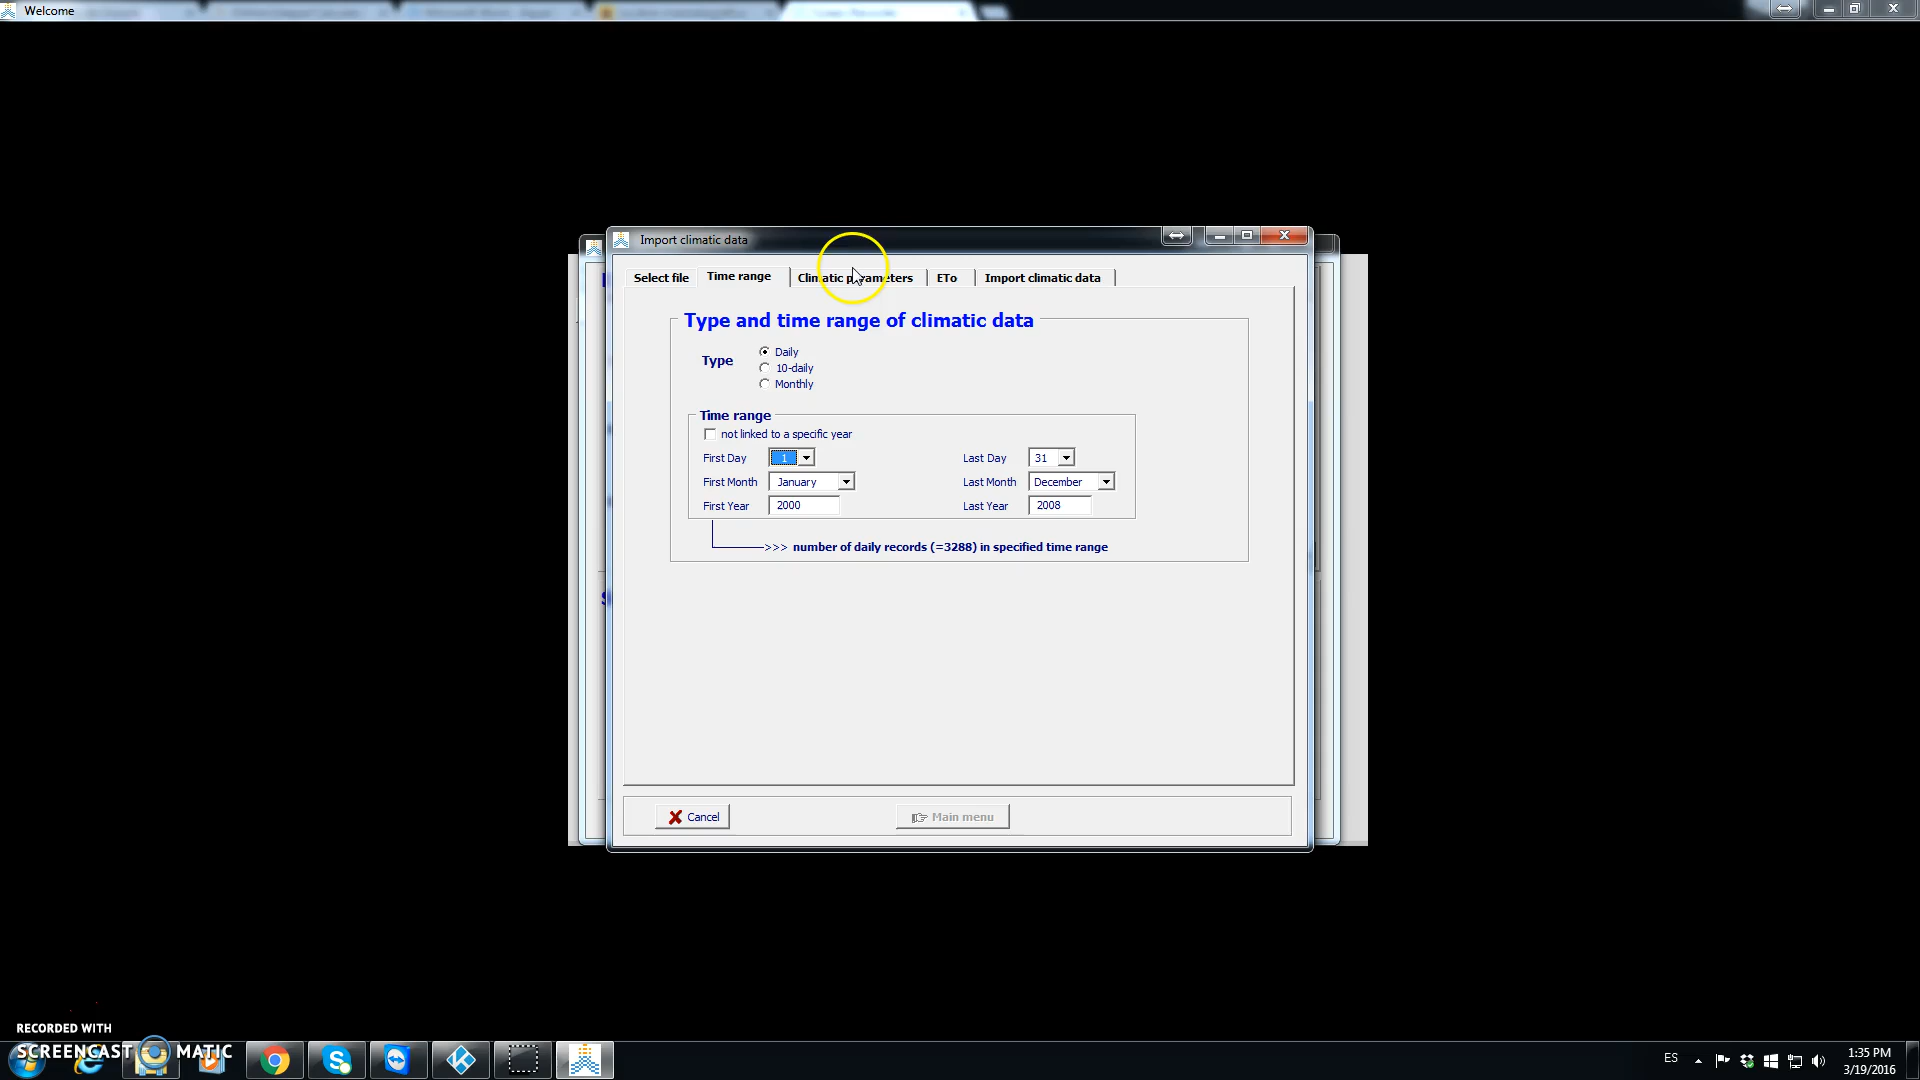 Welcome
Import climatic data
Select file
Time range
Climatic parameters
ETo
Import climatic data
Type and time range of climatic data
Type
Daily
10-daily
Monthly
Time range
not linked to a specific year
First Day 1 Last Day 31
First Month January Last Month December
First Year 2000 Last Year 2008
>>> number of daily records (=3288) in specified time range
Cancel
Main menu
RECORDED WITH
SCREENCAST MATIC
ES
1:35 PM
3/19/2016